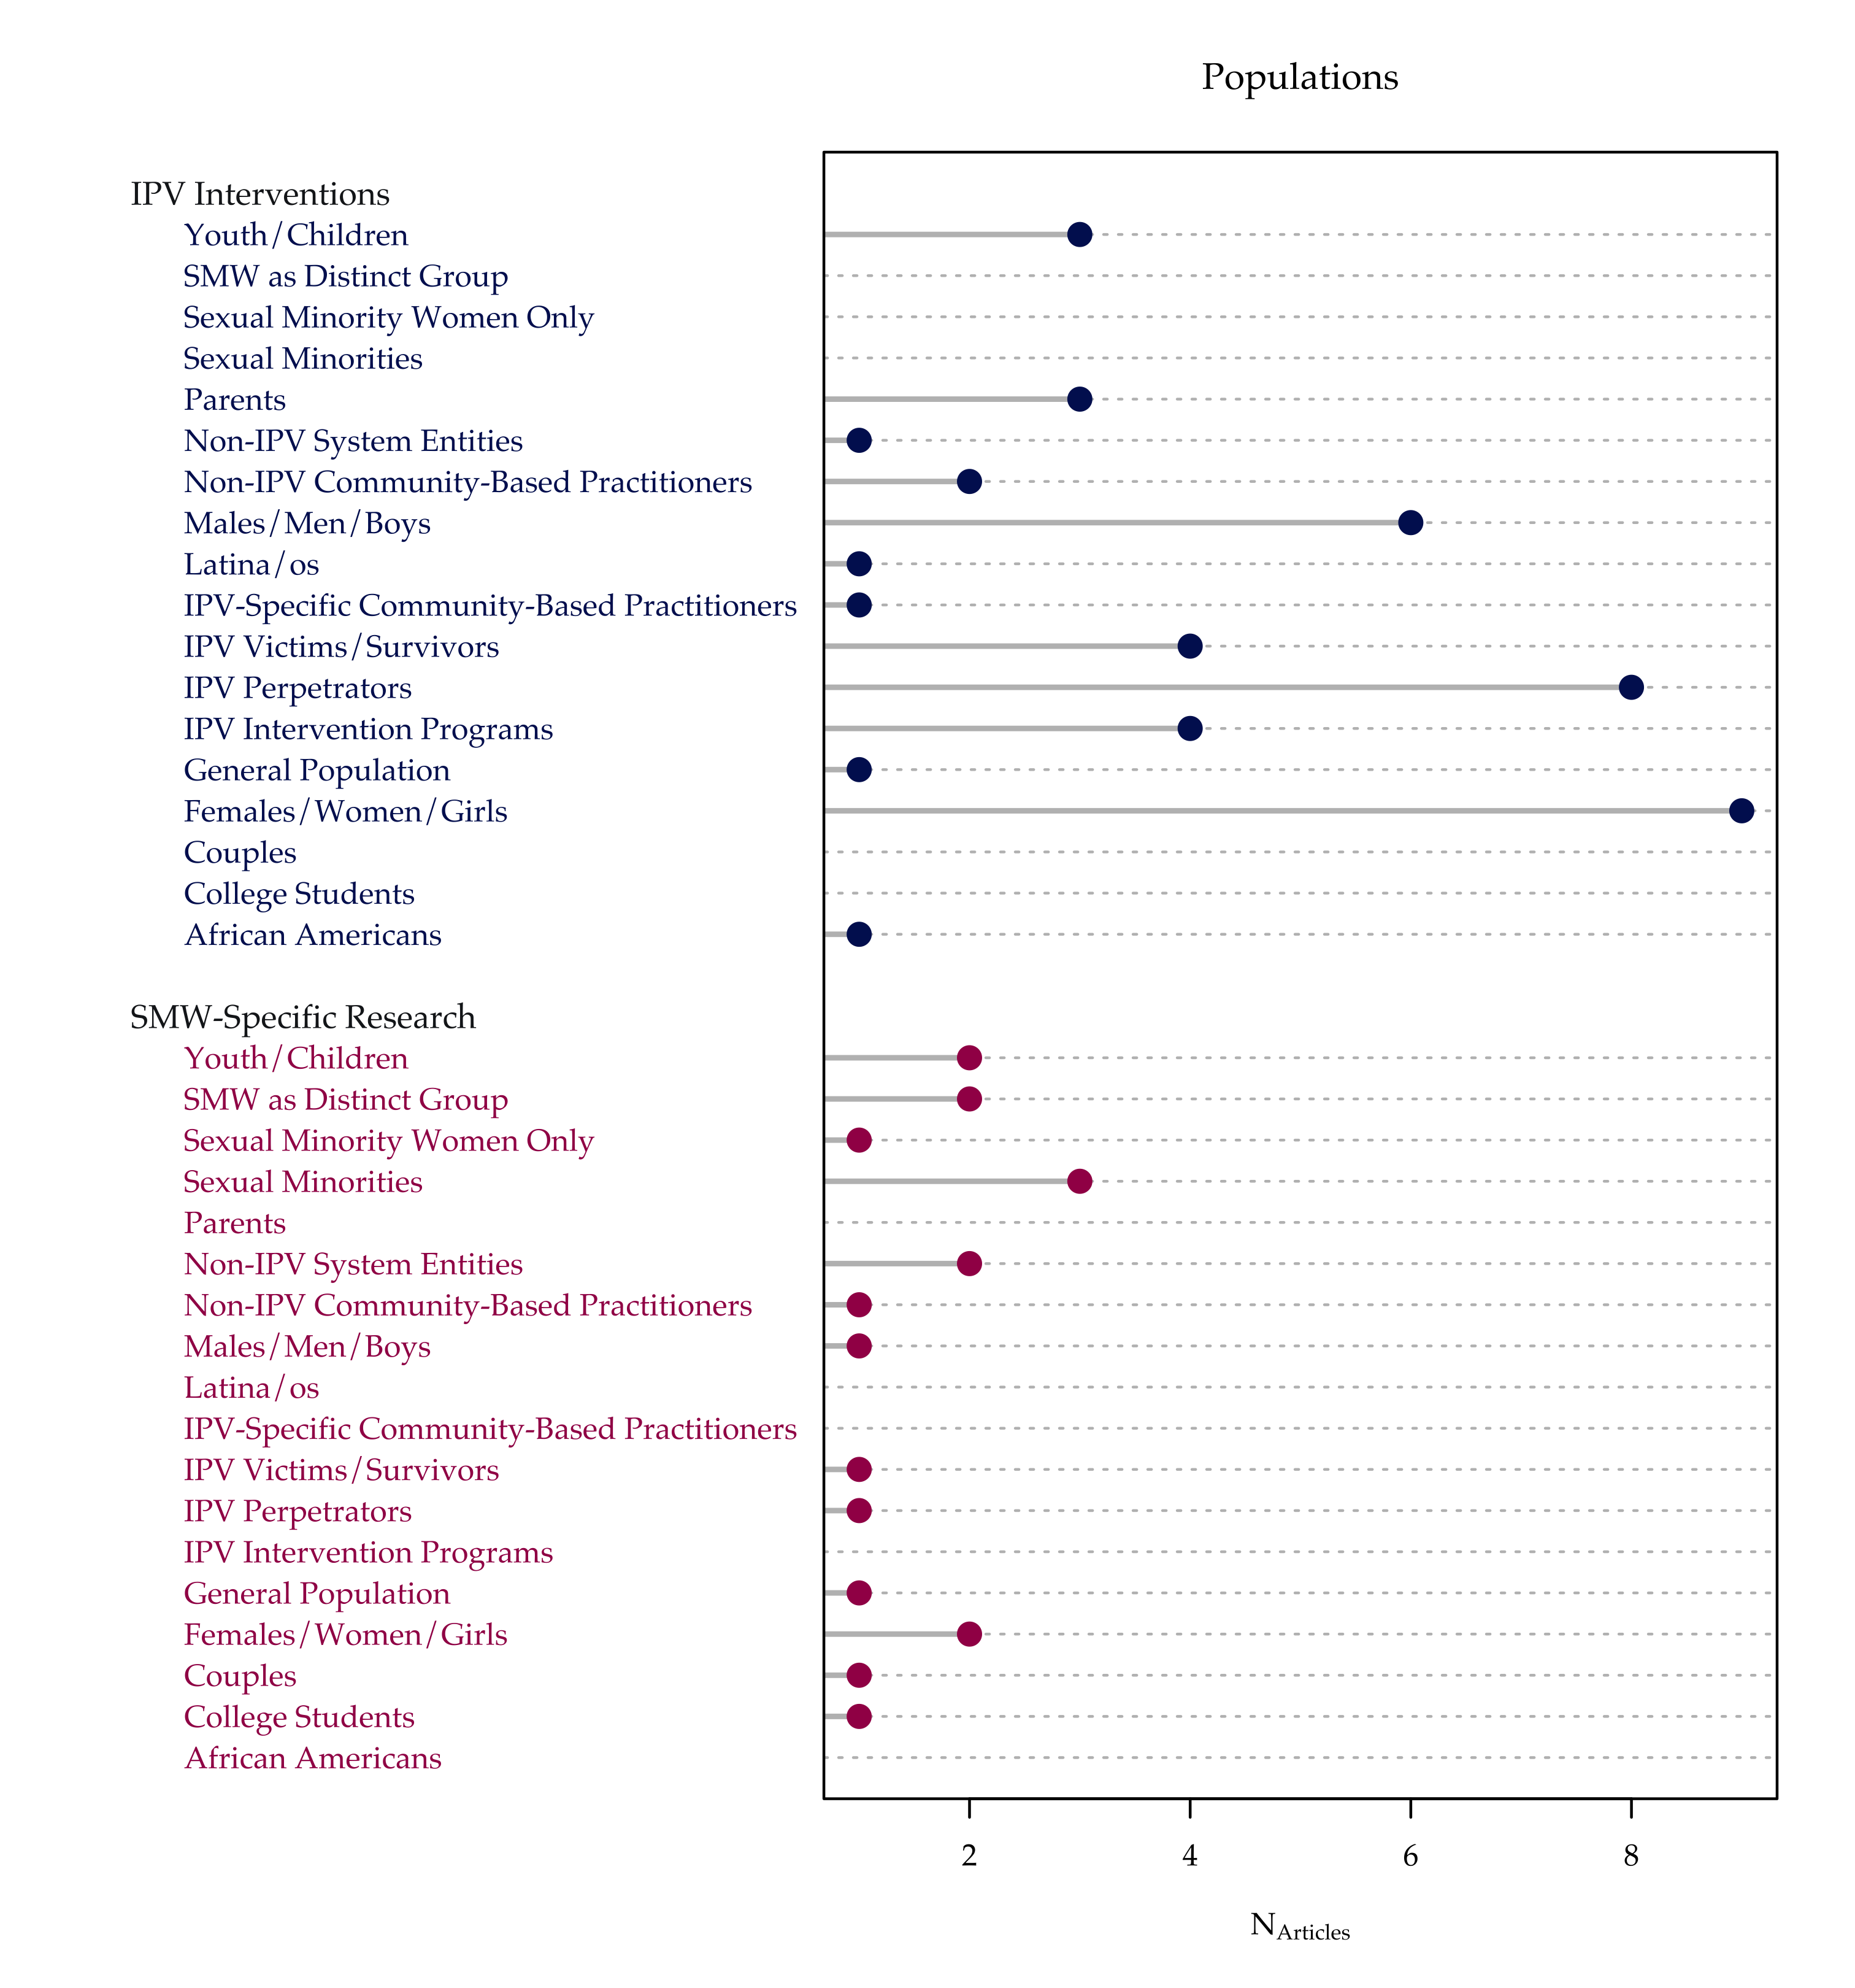 Populations
IPV Interventions
Youth/Children
SMW as Distinct Group
Sexual Minority Women Only
Sexual Minorities
Parents
Non-IPV System Entities
Non-IPV Community-Based Practitioners
Males/Men/Boys
Latina/os
IPV-Specific Community-Based Practitioners
IPV Victims/Survivors
IPV Perpetrators
IPV Intervention Programs
General Population
Females/Women/Girls
Couples
College Students
African Americans
SMW-Specific Research
Youth/Children
SMW as Distinct Group
Sexual Minority Women Only
Sexual Minorities
Parents
Non-IPV System Entities
Non-IPV Community-Based Practitioners
Males/Men/Boys
Latina/os
IPV-Specific Community-Based Practitioners
IPV Victims/Survivors
IPV Perpetrators
IPV Intervention Programs
General Population
Females/Women/Girls
Couples
College Students
African Americans
2 4 6 8
NArticles